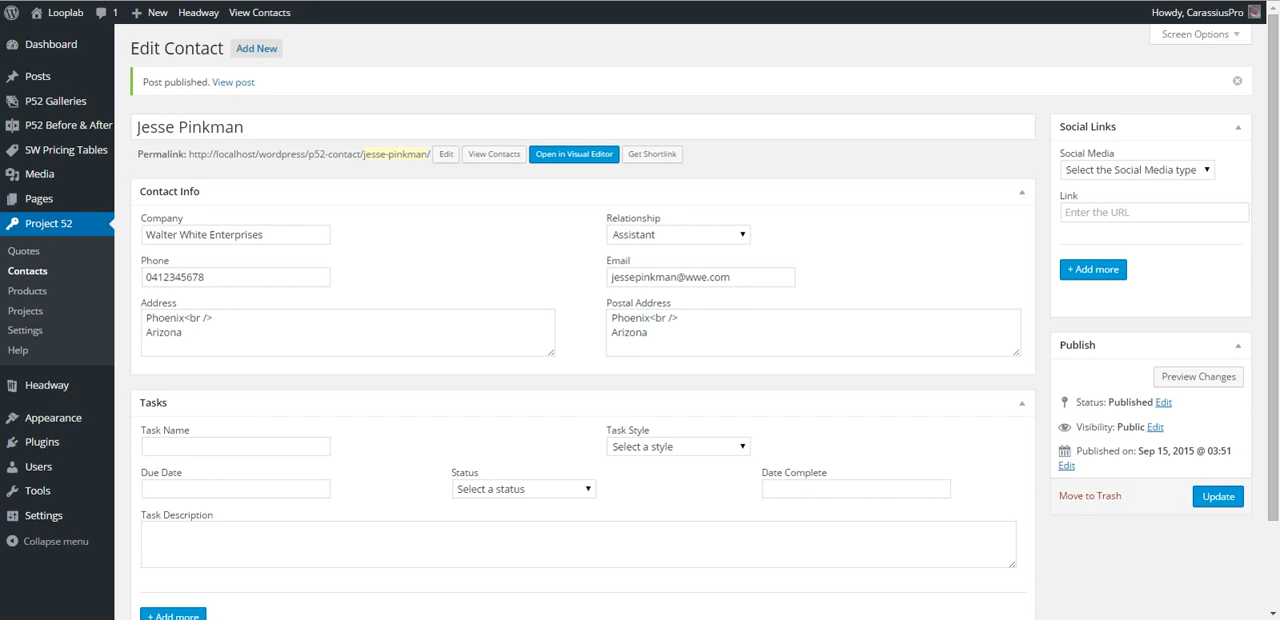 Looplab 1 + New Headway View Contacts Howdy, CarassiusPro
Dashboard
Posts
P52 Galleries
P52 Before & After
SW Pricing Tables
Media
Pages
Project 52
Quotes
Contacts
Products
Projects
Settings
Help
Headway
Appearance
Plugins
Users
Tools
Settings
Collapse menu
Screen Options
Edit Contact Add New
Post published. View post
Jesse Pinkman
Permalink: http://localhost/wordpress/p52-contact/jesse-pinkman/ Edit View Contacts Open in Visual Editor Get Shortlink
Contact Info
Company Relationship
Walter White Enterprises Assistant
Phone Email
0412345678 jessepinkman@wwe.com
Address Postal Address
Phoenix<br /> Phoenix<br />
Arizona Arizona
Tasks
Task Name Task Style
Select a style
Due Date Status Date Complete
Select a status
Task Description
+ Add more
Social Links
Social Media
Select the Social Media type
Link
Enter the URL
+ Add more
Publish
Preview Changes
Status: Published Edit
Visibility: Public Edit
Published on: Sep 15, 2015 @ 03:51
Edit
Move to Trash Update